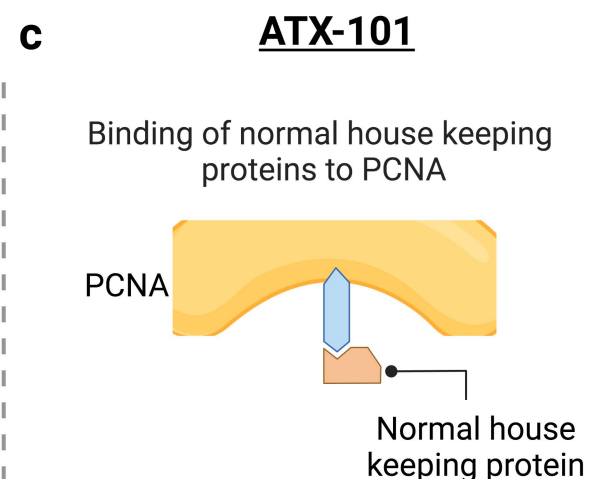 c
ATX-101
Binding of normal house keeping
proteins to PCNA
PCNA
Normal house
keeping protein